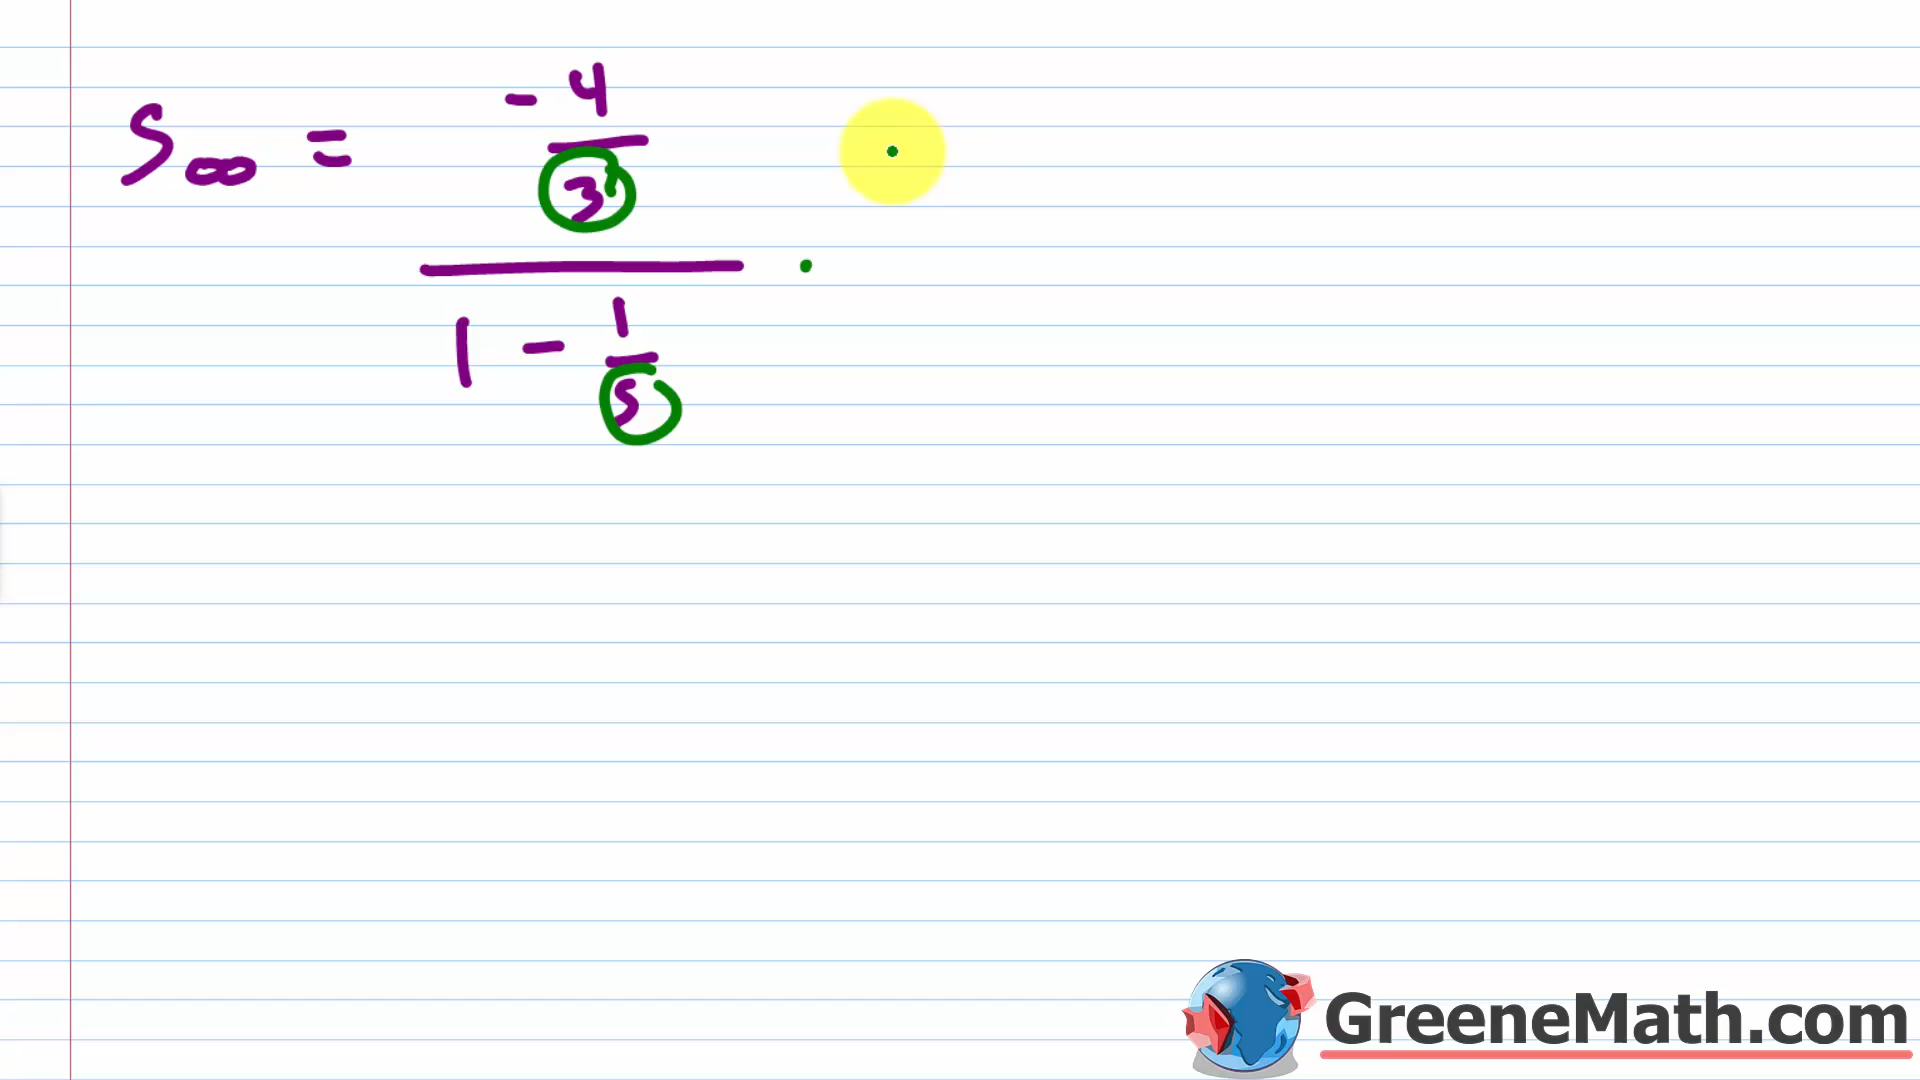 S∞ =
- 4
3
1 - 1
5
.
GreeneMath.com